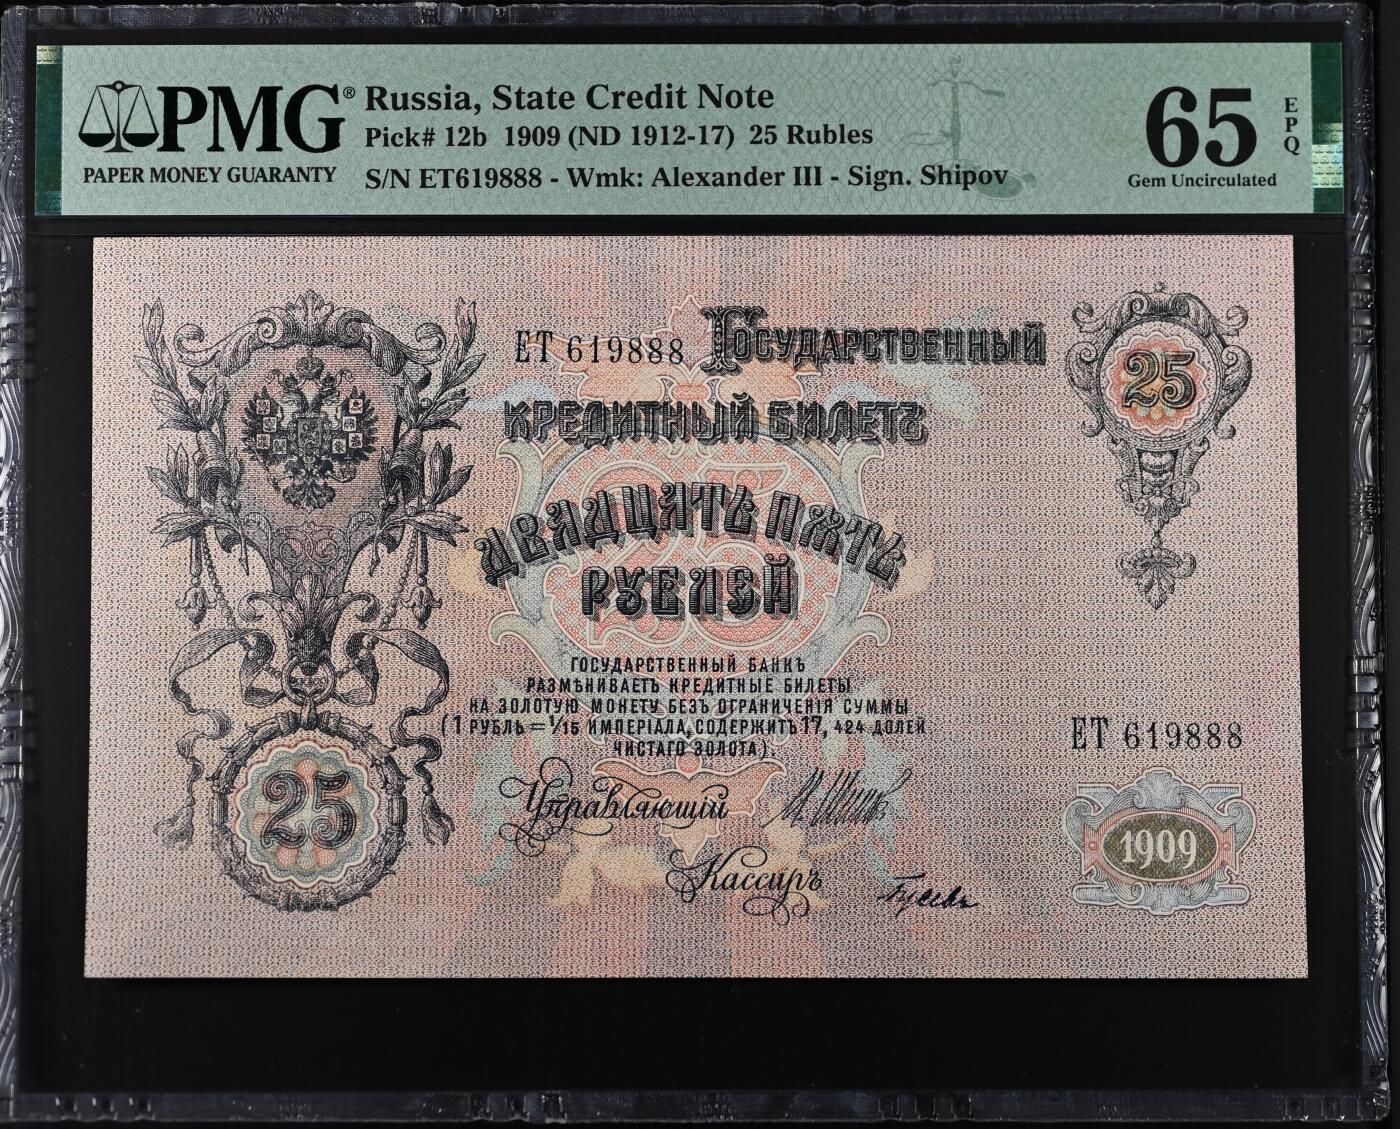 PMG®
PAPER MONEY GUARANTY
Russia, State Credit Note
Pick# 12b 1909 (ND 1912-17) 25 Rubles
S/N ET619888 - Wmk: Alexander III - Sign. Shipov
65
EPQ
Gem Uncirculated
ЕТ 619888
Государственный
кредитный билетъ
двадцать пять
рублей
25
ГОСУДАРСТВЕННЫЙ БАНКЪ
РАЗМѢНИВАЕТЪ КРЕДИТНЫЕ БИЛЕТЫ
НА ЗОЛОТУЮ МОНЕТУ БЕЗЪ ОГРАНИЧЕНІЯ СУММЫ
(1 РУБЛЬ = 1/15 ИМПЕРІАЛА, СОДЕРЖИТЪ 17, 424 ДОЛЕЙ
ЧИСТАГО ЗОЛОТА).
Управляющій
Кассиръ
25
25
ЕТ 619888
1909